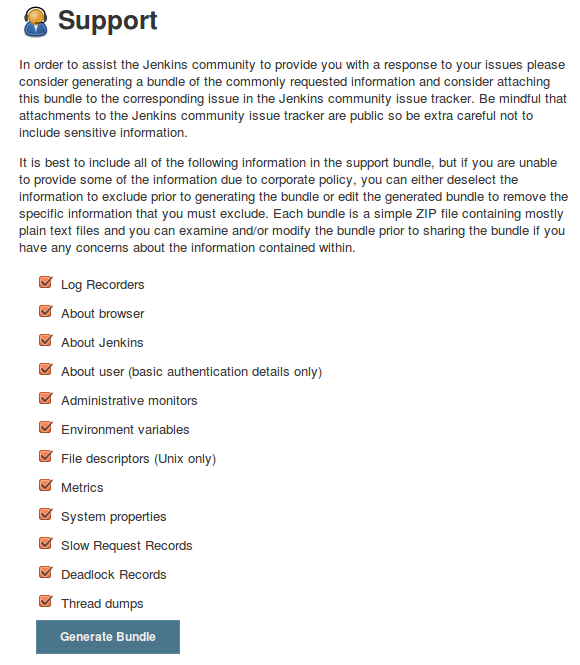 Support
In order to assist the Jenkins community to provide you with a response to your issues please
consider generating a bundle of the commonly requested information and consider attaching
this bundle to the corresponding issue in the Jenkins community issue tracker. Be mindful that
attachments to the Jenkins community issue tracker are public so be extra careful not to
include sensitive information.
It is best to include all of the following information in the support bundle, but if you are unable
to provide some of the information due to corporate policy, you can either deselect the
information to exclude prior to generating the bundle or edit the generated bundle to remove the
specific information that you must exclude. Each bundle is a simple ZIP file containing mostly
plain text files and you can examine and/or modify the bundle prior to sharing the bundle if you
have any concerns about the information contained within.
Log Recorders
About browser
About Jenkins
About user (basic authentication details only)
Administrative monitors
Environment variables
File descriptors (Unix only)
Metrics
System properties
Slow Request Records
Deadlock Records
Thread dumps
Generate Bundle